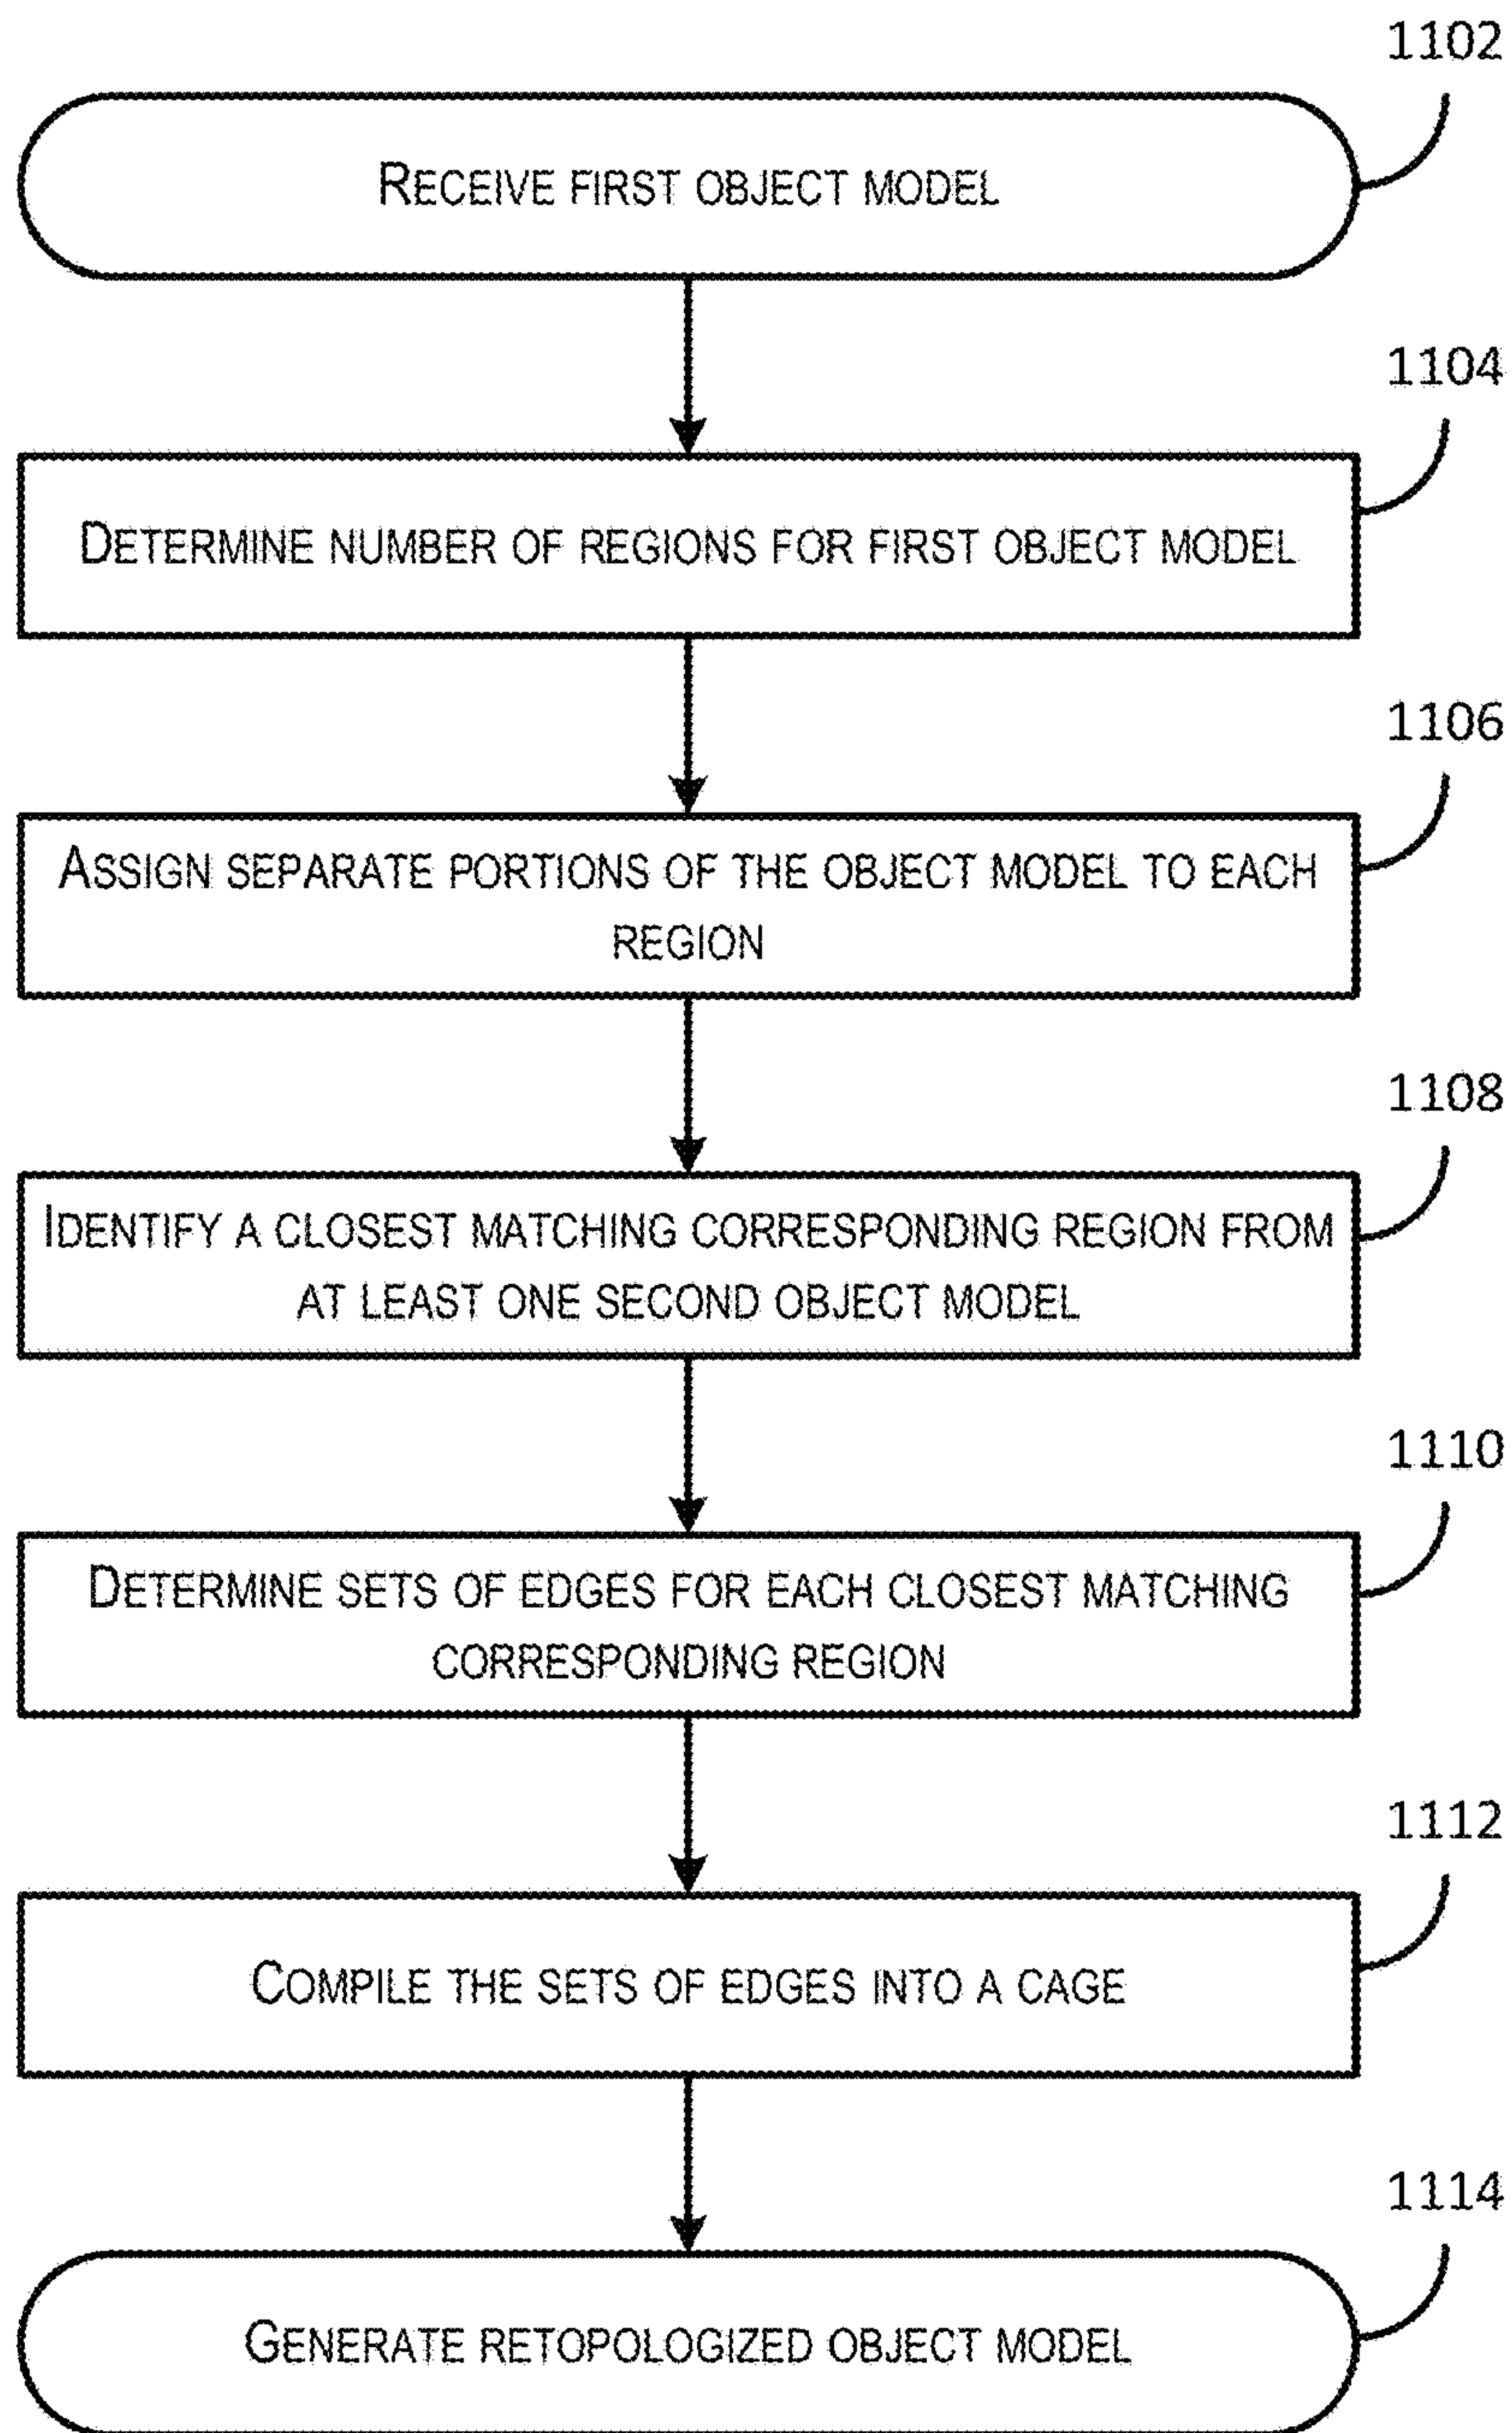 1102
RECEIVE FIRST OBJECT MODEL
1104
DETERMINE NUMBER OF REGIONS FOR FIRST OBJECT MODEL
1106
ASSIGN SEPARATE PORTIONS OF THE OBJECT MODEL TO EACH
REGION
1108
IDENTIFY A CLOSEST MATCHING CORRESPONDING REGION FROM
AT LEAST ONE SECOND OBJECT MODEL
1110
DETERMINE SETS OF EDGES FOR EACH CLOSEST MATCHING
CORRESPONDING REGION
1112
COMPILE THE SETS OF EDGES INTO A CAGE
1114
GENERATE RETOPOLOGIZED OBJECT MODEL